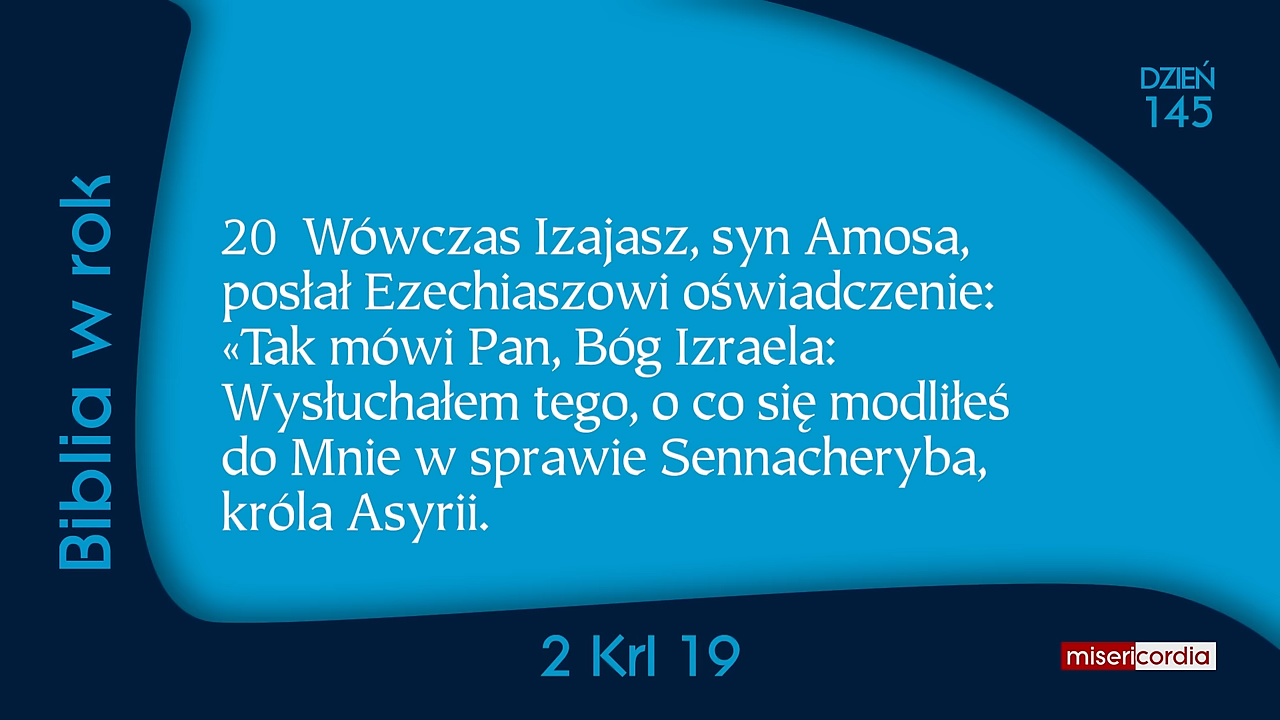 DZIEŃ
145
Biblia w rok
20 Wówczas Izajasz, syn Amosa,
posłał Ezechiaszowi oświadczenie:
«Tak mówi Pan, Bóg Izraela:
Wysłuchałem tego, o co się modliłeś
do Mnie w sprawie Sennacheryba,
króla Asyrii.
2 Krl 19
misericordia